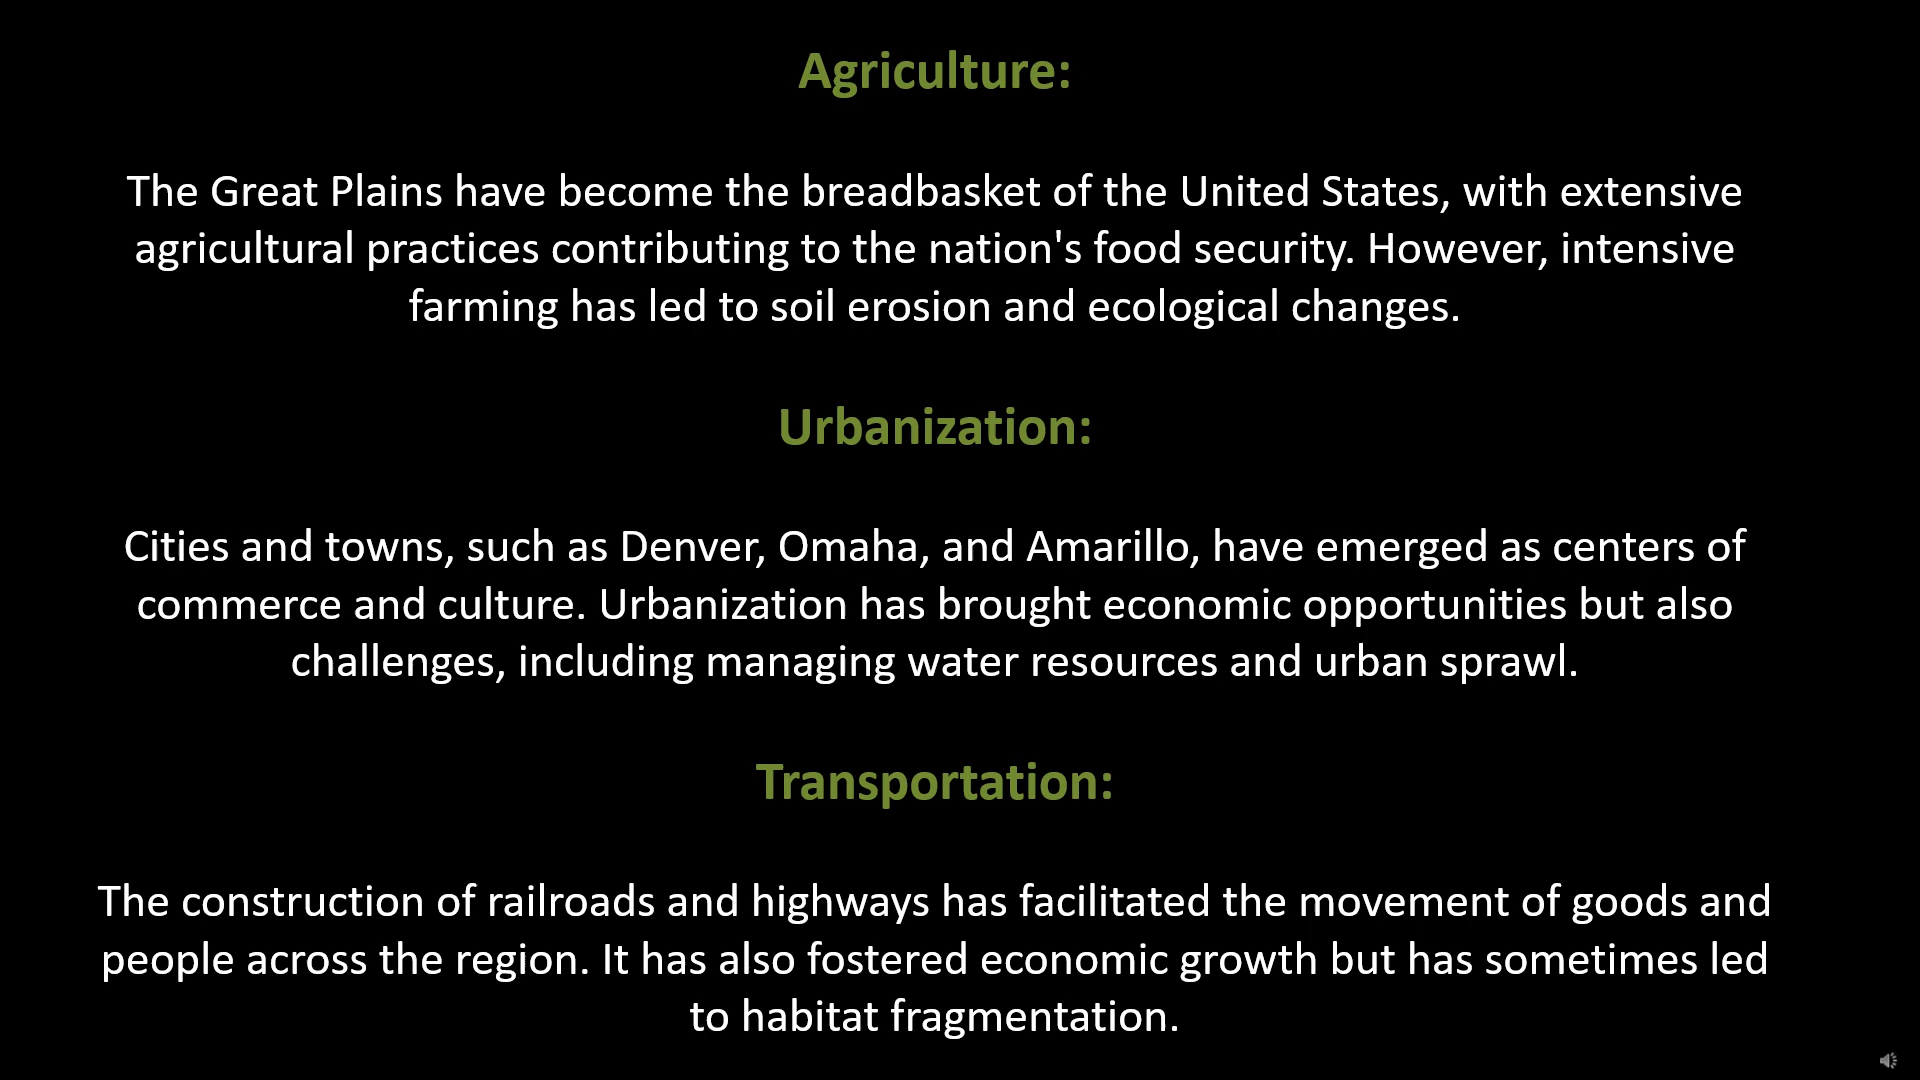 Agriculture:
The Great Plains have become the breadbasket of the United States, with extensive
agricultural practices contributing to the nation's food security. However, intensive
farming has led to soil erosion and ecological changes.
Urbanization:
Cities and towns, such as Denver, Omaha, and Amarillo, have emerged as centers of
commerce and culture. Urbanization has brought economic opportunities but also
challenges, including managing water resources and urban sprawl.
Transportation:
The construction of railroads and highways has facilitated the movement of goods and
people across the region. It has also fostered economic growth but has sometimes led
to habitat fragmentation.